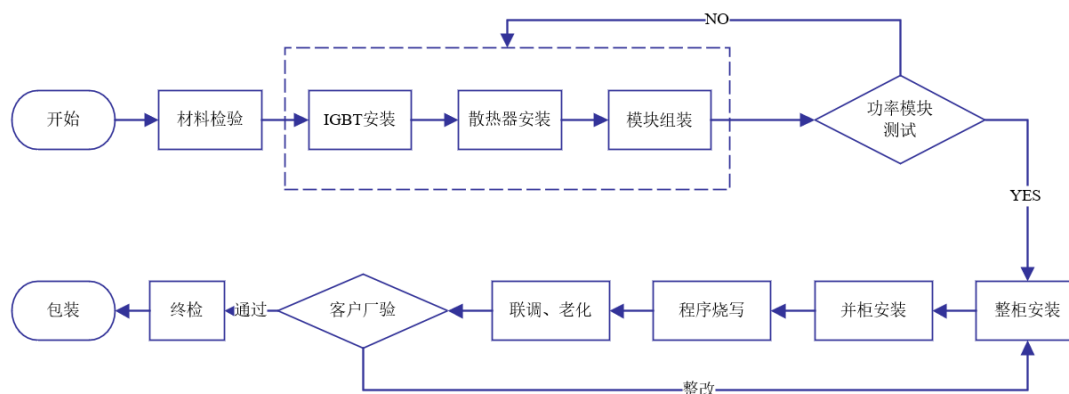 NO
开始
材料检验
IGBT安装
散热器安装
模块组装
功率模块
测试
YES
包装
终检
通过
客户厂验
联调、老化
程序烧写
并柜安装
整柜安装
整改